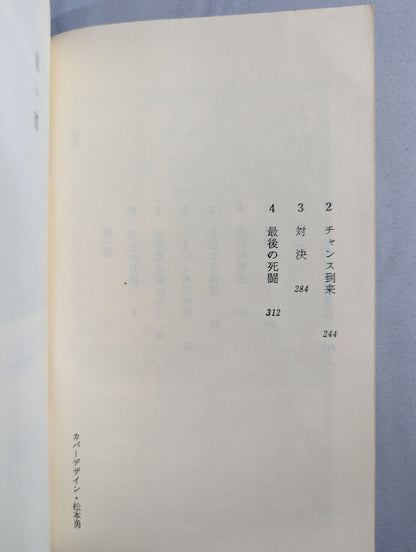 2 チャンス到来 244
3 対決 284
4 最後の死闘 312
カバーデザイン・松本勇